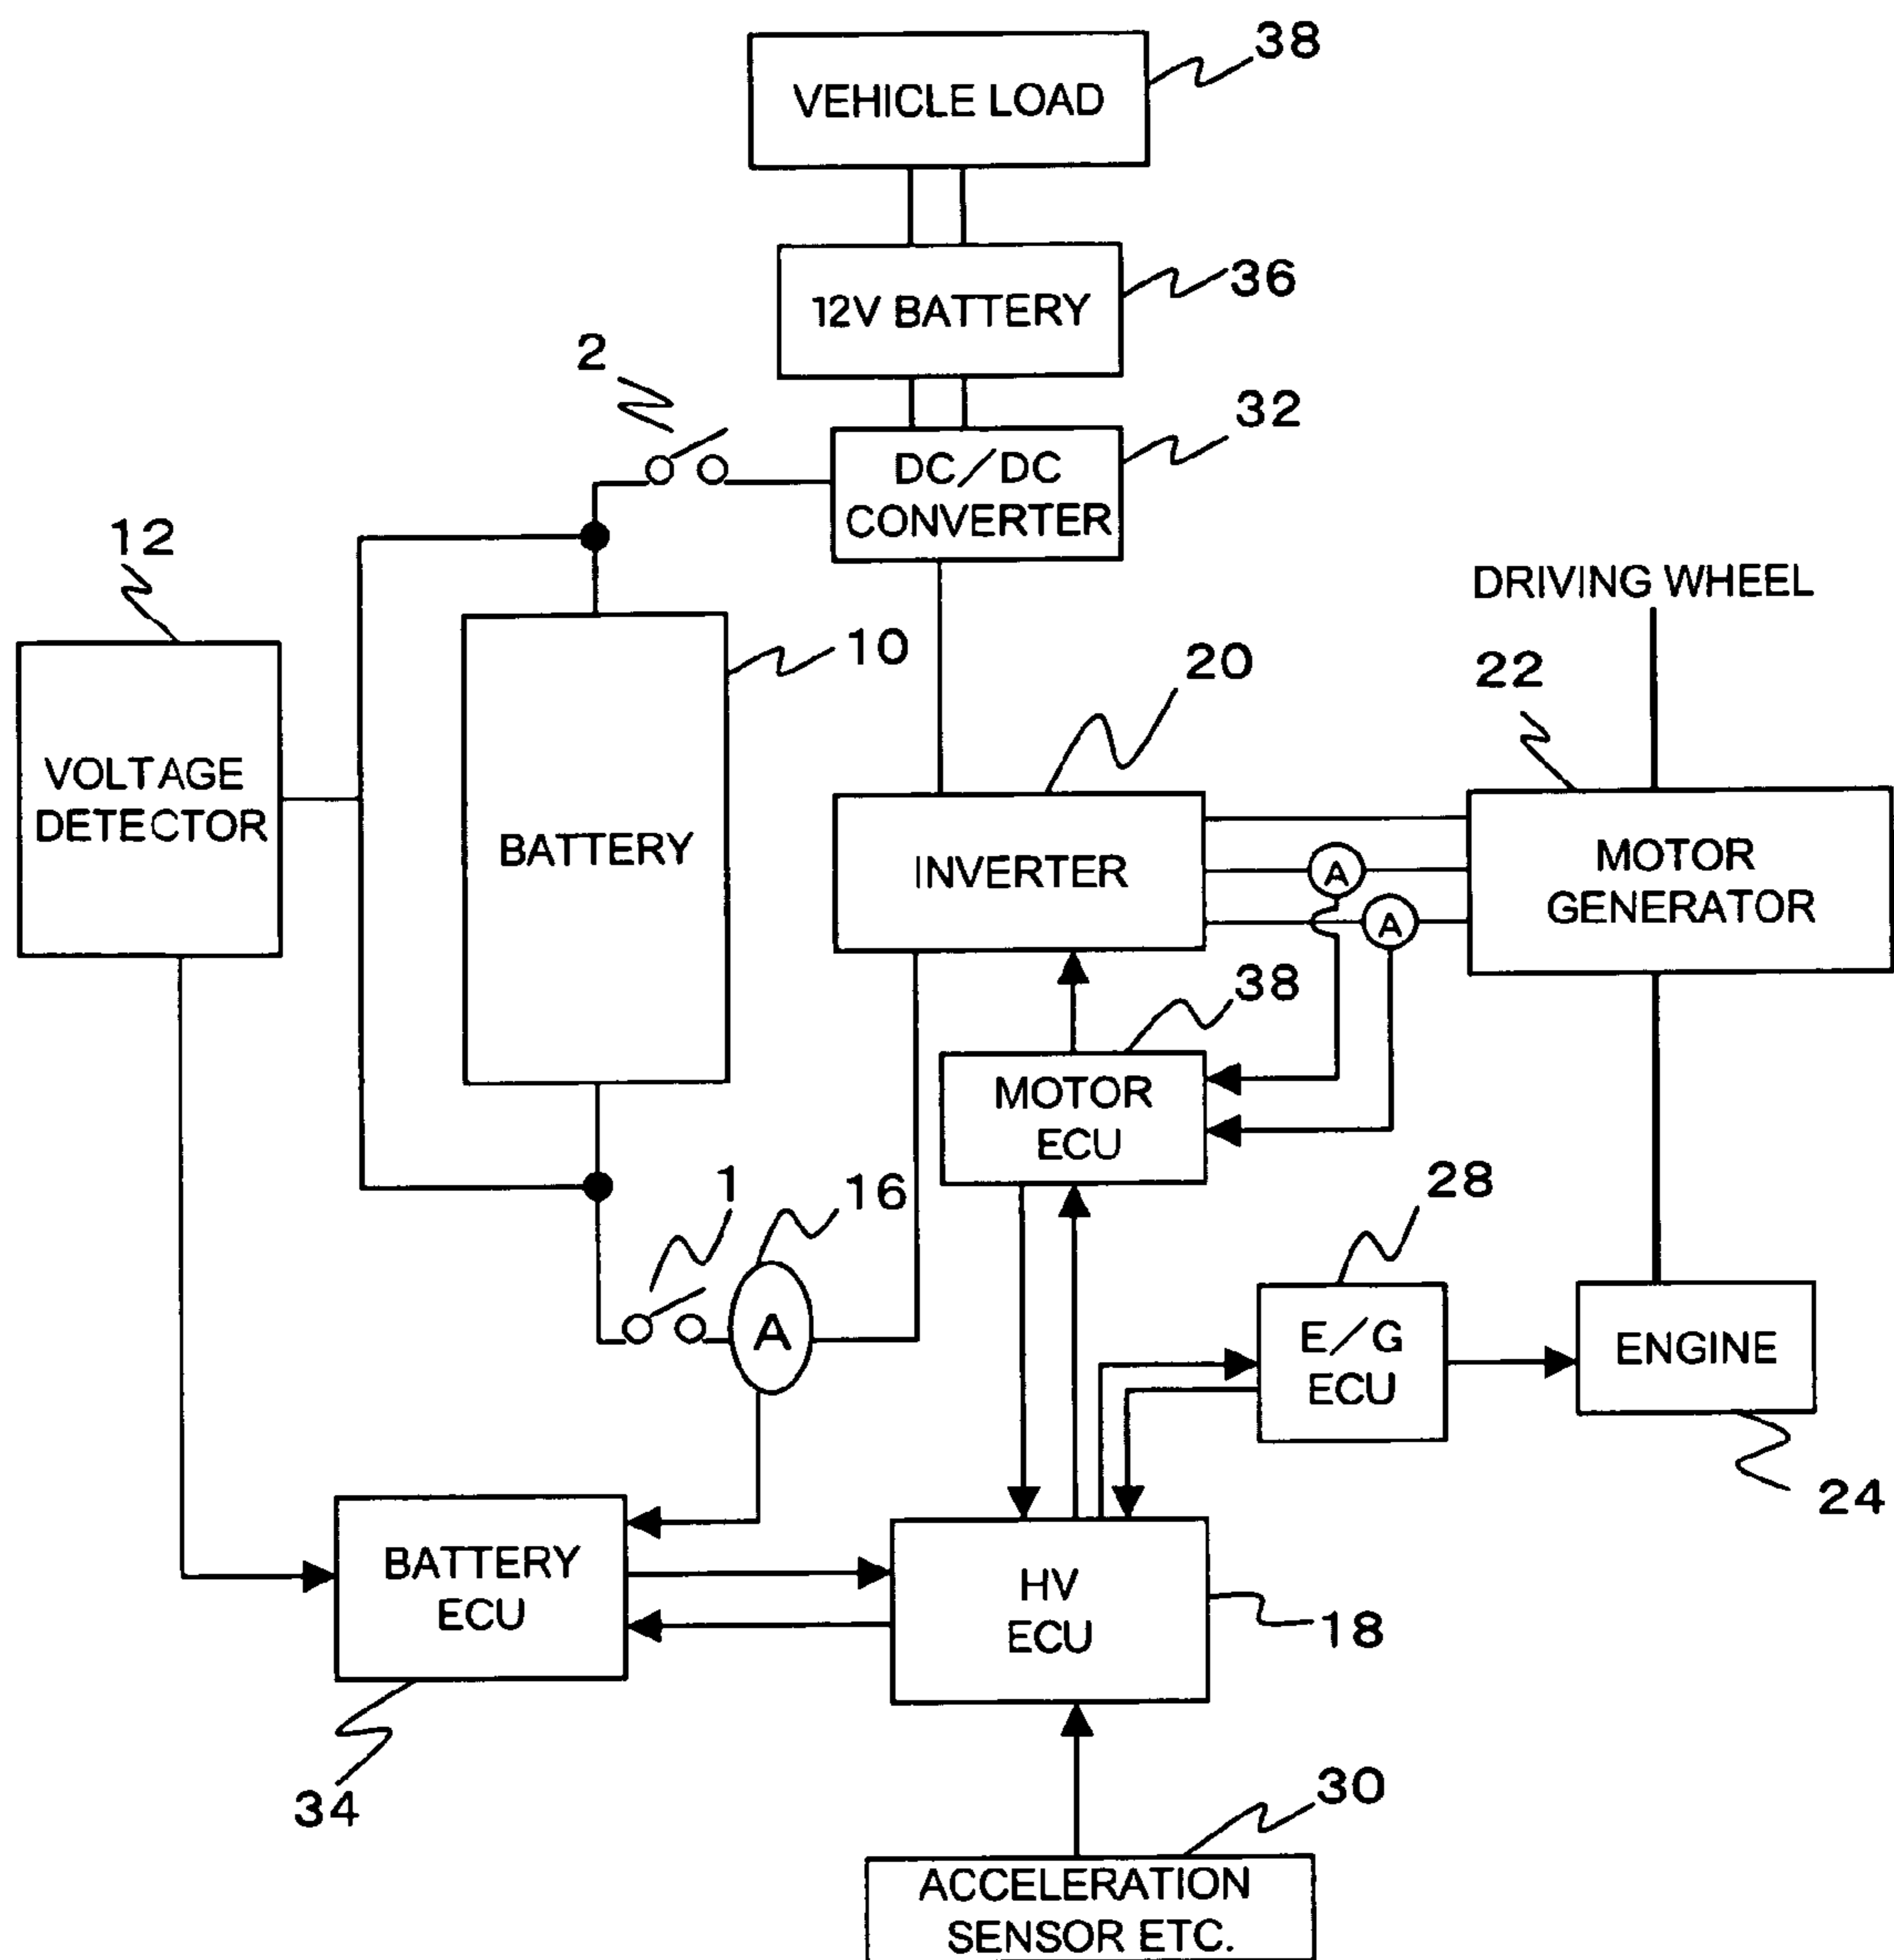 38
VEHICLE LOAD
36
12V BATTERY
2
32
DC/DC
CONVERTER
12
DRIVING WHEEL
10
20
22
VOLTAGE
DETECTOR
BATTERY
INVERTER
A
A
MOTOR
GENERATOR
38
MOTOR
ECU
1
16
A
28
E/G
ECU
ENGINE
24
BATTERY
ECU
HV
ECU
18
34
30
ACCELERATION
SENSOR ETC.